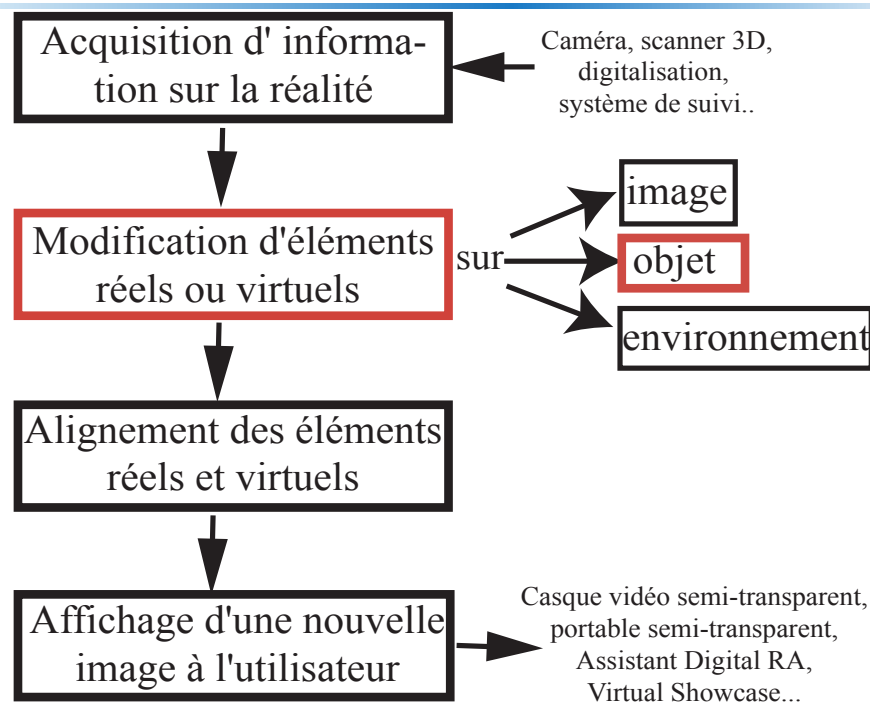 Acquisition d' informa-
tion sur la réalité
Caméra, scanner 3D,
digitalisation,
système de suivi..
Modification d'éléments
réels ou virtuels
sur
image
objet
environnement
Alignement des éléments
réels et virtuels
Affichage d'une nouvelle
image à l'utilisateur
Casque vidéo semi-transparent,
portable semi-transparent,
Assistant Digital RA,
Virtual Showcase...